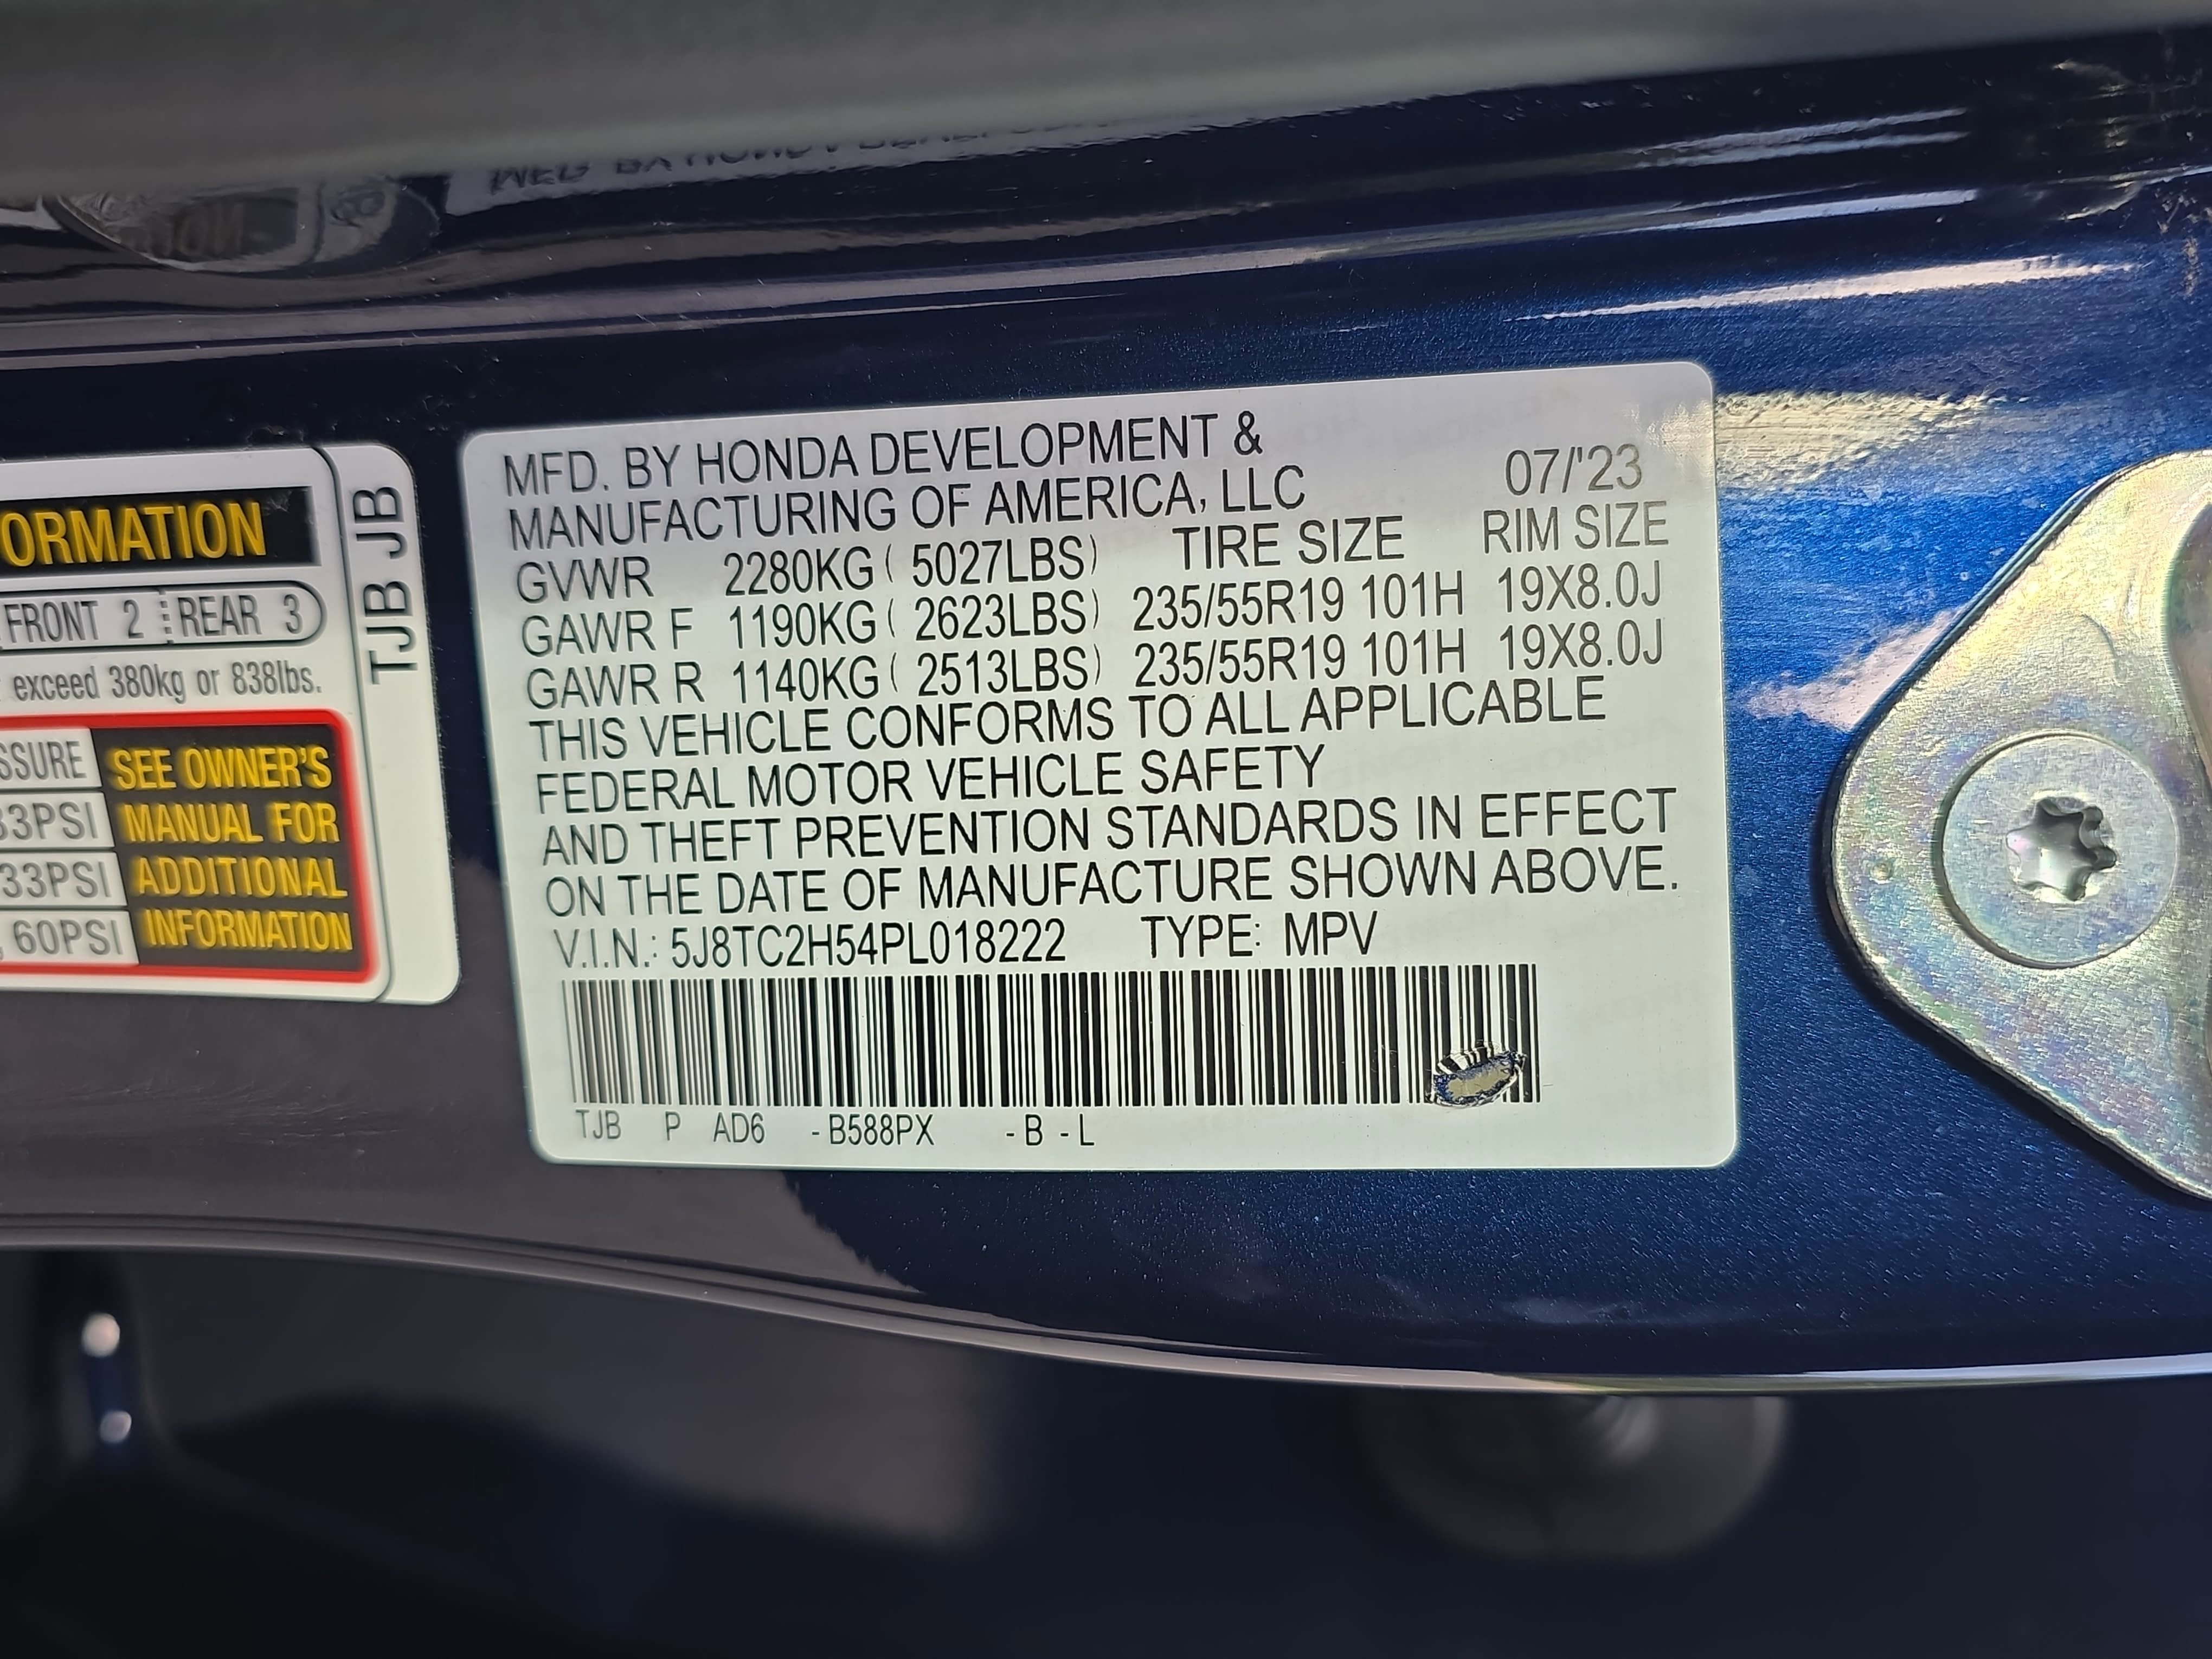 ORMATION
FRONT 2 REAR 3
exceed 380kg or 838lbs.
SSURE
33PSI
33PSI
60PSI
SEE OWNER'S
MANUAL FOR
ADDITIONAL
INFORMATION
TJB JB
MFD. BY HONDA DEVELOPMENT &
MANUFACTURING OF AMERICA, LLC 07/'23
GVWR 2280KG ( 5027LBS) TIRE SIZE RIM SIZE
GAWR F 1190KG ( 2623LBS) 235/55R19 101H 19X8.0J
GAWR R 1140KG ( 2513LBS) 235/55R19 101H 19X8.0J
THIS VEHICLE CONFORMS TO ALL APPLICABLE
FEDERAL MOTOR VEHICLE SAFETY
AND THEFT PREVENTION STANDARDS IN EFFECT
ON THE DATE OF MANUFACTURE SHOWN ABOVE.
V.I.N.: 5J8TC2H54PL018222 TYPE: MPV
TJB P AD6 - B588PX - B - L